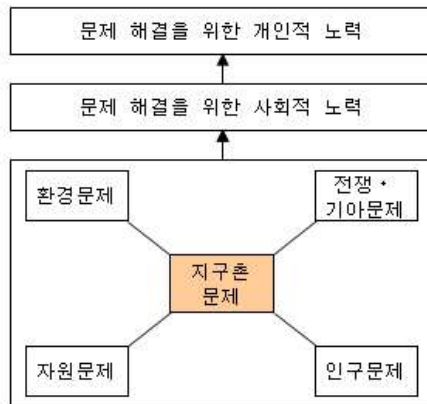 문제 해결을 위한 개인적 노력
문제 해결을 위한 사회적 노력
환경문제
전쟁·
기아문제
지구촌
문제
자원문제
인구문제